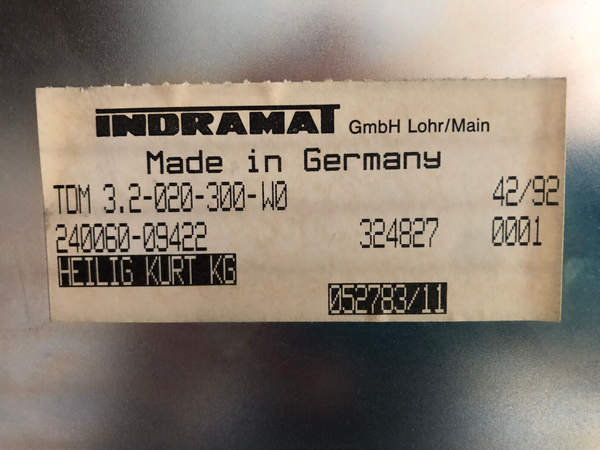 INDRAMAT GmbH Lohr/Main
Made in Germany
TDM 3.2-020-300-W0 42/92
240060-09422 324827 0001
HEILIG KURT KG
052783/11